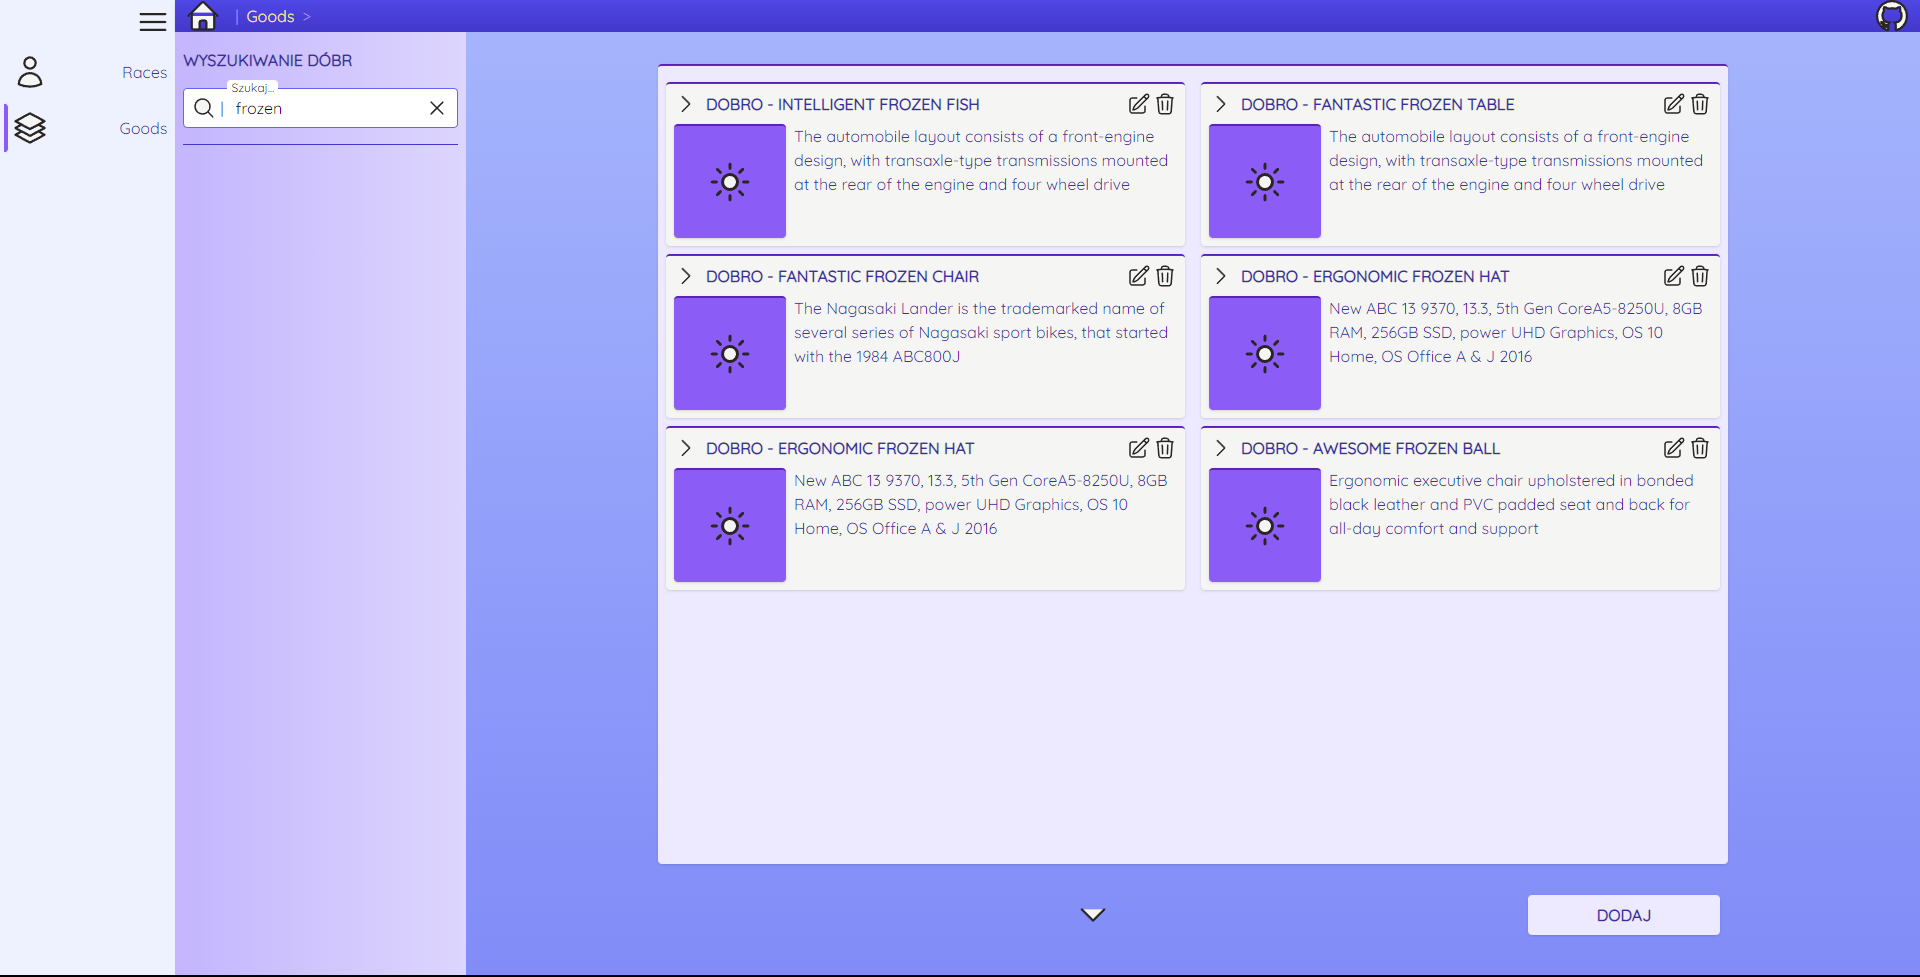 | Goods >
Races
Goods
WYSZUKIWANIE DÓBR
Szukaj...
| frozen
DOBRO - INTELLIGENT FROZEN FISH
The automobile layout consists of a front-engine
design, with transaxle-type transmissions mounted
at the rear of the engine and four wheel drive
DOBRO - FANTASTIC FROZEN TABLE
The automobile layout consists of a front-engine
design, with transaxle-type transmissions mounted
at the rear of the engine and four wheel drive
DOBRO - FANTASTIC FROZEN CHAIR
The Nagasaki Lander is the trademarked name of
several series of Nagasaki sport bikes, that started
with the 1984 ABC800J
DOBRO - ERGONOMIC FROZEN HAT
New ABC 13 9370, 13.3, 5th Gen CoreA5-8250U, 8GB
RAM, 256GB SSD, power UHD Graphics, OS 10
Home, OS Office A & J 2016
DOBRO - ERGONOMIC FROZEN HAT
New ABC 13 9370, 13.3, 5th Gen CoreA5-8250U, 8GB
RAM, 256GB SSD, power UHD Graphics, OS 10
Home, OS Office A & J 2016
DOBRO - AWESOME FROZEN BALL
Ergonomic executive chair upholstered in bonded
black leather and PVC padded seat and back for
all-day comfort and support
DODAJ